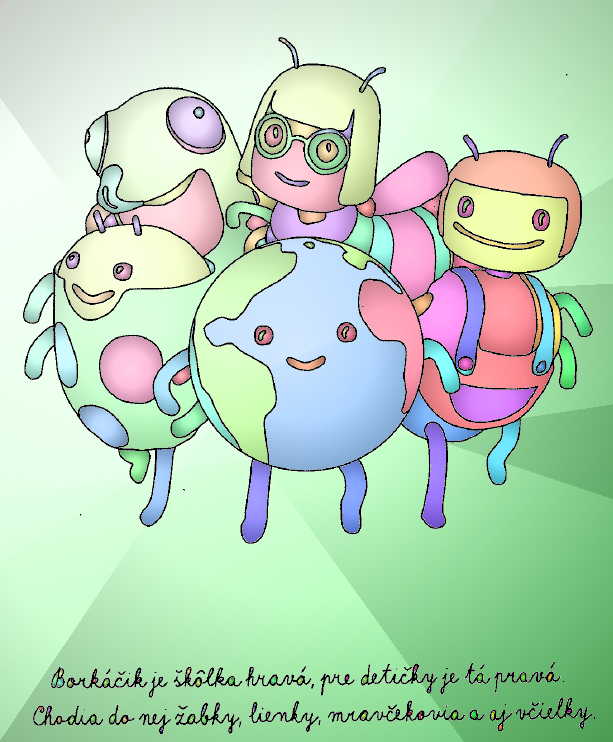 Borkáčik je škôlka hravá, pre detičky je tá pravá.
Chodia do nej žabky, lienky, mravčekovia a aj včielky.